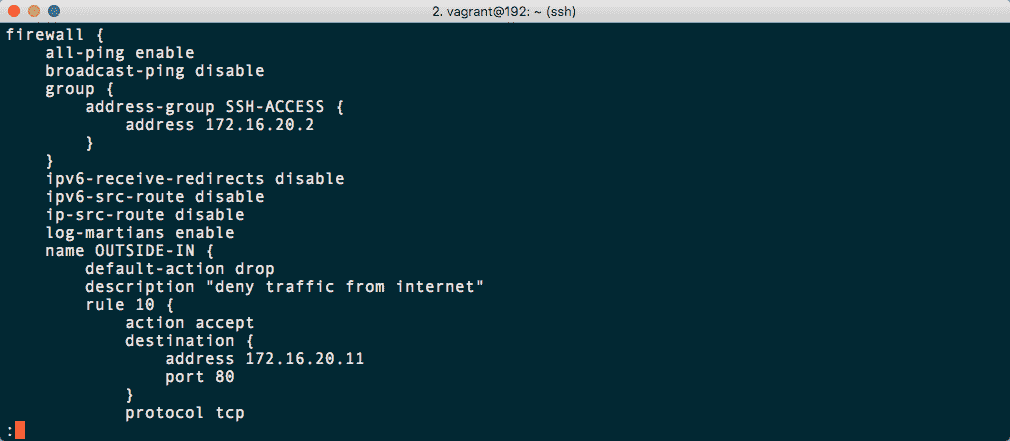 2. vagrant@192: ~ (ssh)
firewall {
    all-ping enable
    broadcast-ping disable
    group {
        address-group SSH-ACCESS {
            address 172.16.20.2
        }
    }
    ipv6-receive-redirects disable
    ipv6-src-route disable
    ip-src-route disable
    log-martians enable
    name OUTSIDE-IN {
        default-action drop
        description "deny traffic from internet"
        rule 10 {
            action accept
            destination {
                address 172.16.20.11
                port 80
            }
            protocol tcp
: